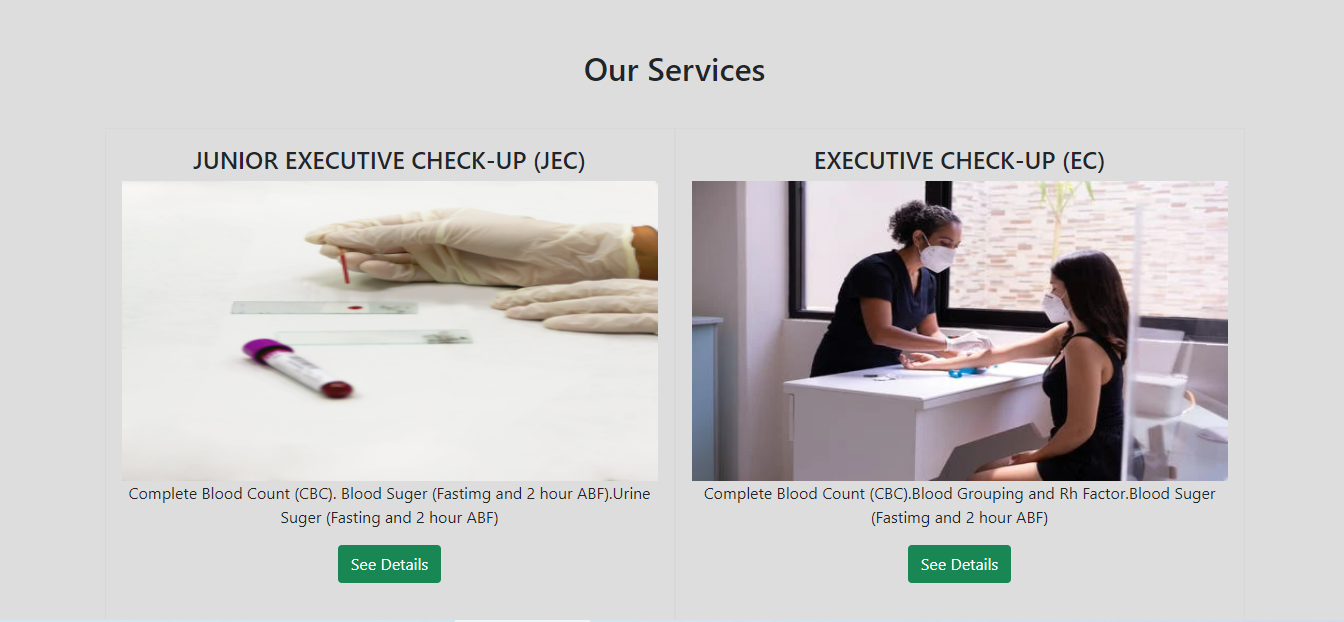 Our Services
JUNIOR EXECUTIVE CHECK-UP (JEC)
Complete Blood Count (CBC). Blood Suger (Fastimg and 2 hour ABF).Urine
Suger (Fasting and 2 hour ABF)
See Details
EXECUTIVE CHECK-UP (EC)
Complete Blood Count (CBC).Blood Grouping and Rh Factor.Blood Suger
(Fastimg and 2 hour ABF)
See Details